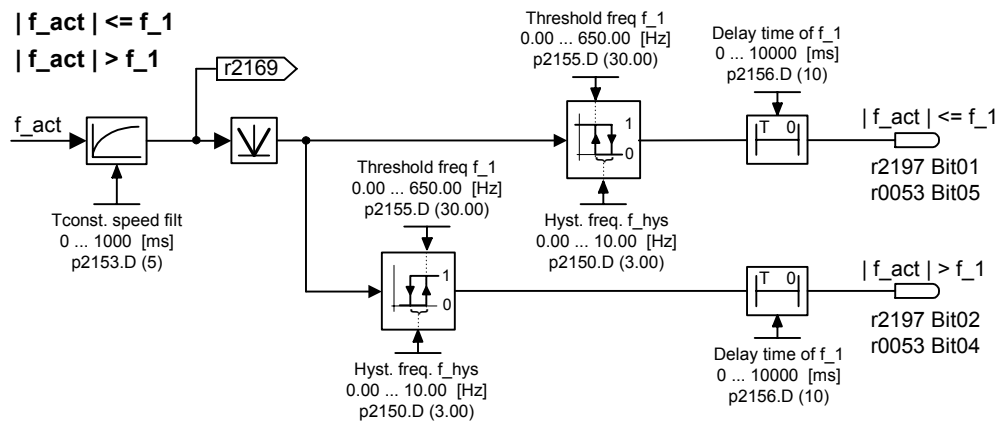 | f_act | <= f_1
| f_act | > f_1
r2169
f_act
Tconst. speed filt
0 ... 1000 [ms]
p2153.D (5)
Threshold freq f_1
0.00 ... 650.00 [Hz]
p2155.D (30.00)
1
0
Hyst. freq. f_hys
0.00 ... 10.00 [Hz]
p2150.D (3.00)
Delay time of f_1
0 ... 10000 [ms]
p2156.D (10)
T 0
| f_act | <= f_1
r2197 Bit01
r0053 Bit05
Threshold freq f_1
0.00 ... 650.00 [Hz]
p2155.D (30.00)
1
0
Hyst. freq. f_hys
0.00 ... 10.00 [Hz]
p2150.D (3.00)
T 0
Delay time of f_1
0 ... 10000 [ms]
p2156.D (10)
| f_act | > f_1
r2197 Bit02
r0053 Bit04